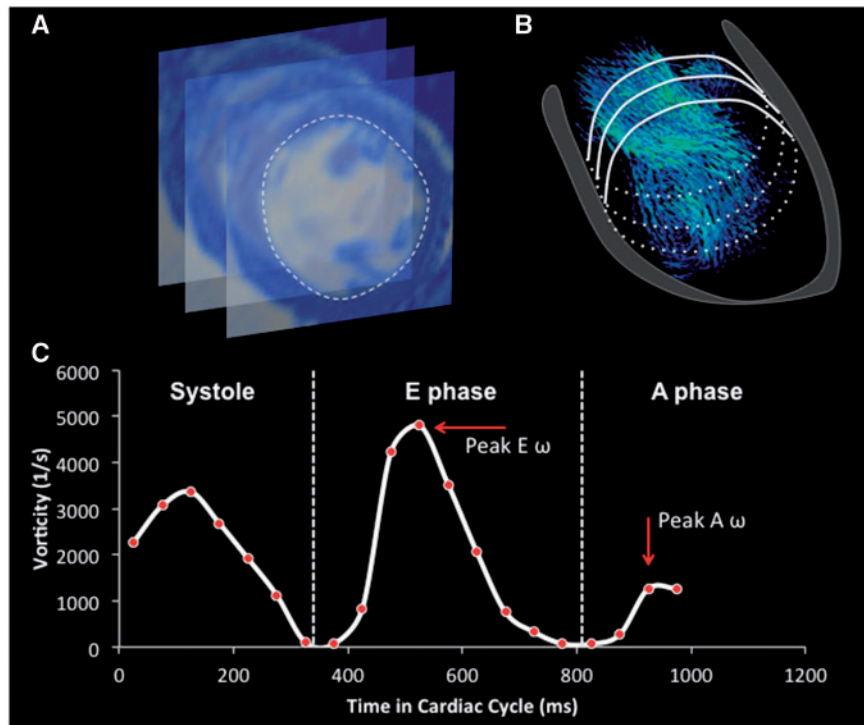 A
B
C
6000
5000
4000
3000
2000
1000
0
Vorticity (1/s)
Systole
E phase
A phase
Peak E ω
Peak A ω
0
200
400
600
800
1000
1200
Time in Cardiac Cycle (ms)